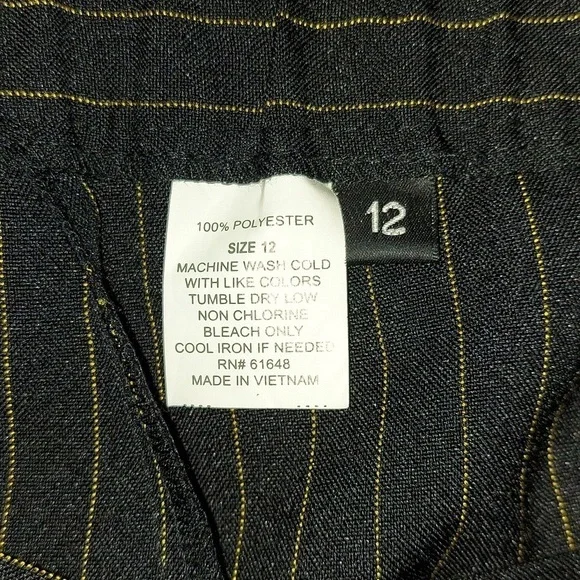 100% POLYESTER
SIZE 12
MACHINE WASH COLD
WITH LIKE COLORS
TUMBLE DRY LOW
NON CHLORINE
BLEACH ONLY
COOL IRON IF NEEDED
RN# 61648
MADE IN VIETNAM
12